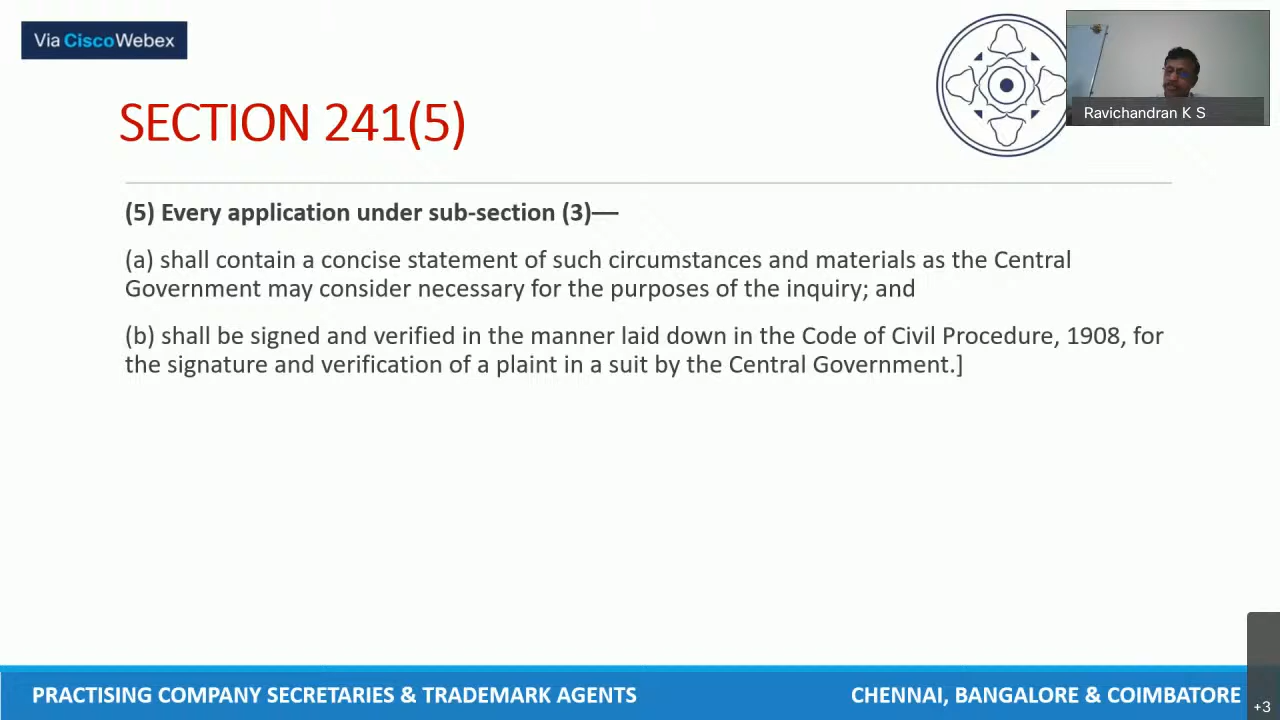 Via CiscoWebex
SECTION 241(5)
Ravichandran K S
(5) Every application under sub-section (3)—
(a) shall contain a concise statement of such circumstances and materials as the Central
Government may consider necessary for the purposes of the inquiry; and
(b) shall be signed and verified in the manner laid down in the Code of Civil Procedure, 1908, for
the signature and verification of a plaint in a suit by the Central Government.]
PRACTISING COMPANY SECRETARIES & TRADEMARK AGENTS
CHENNAI, BANGALORE & COIMBATORE
+3